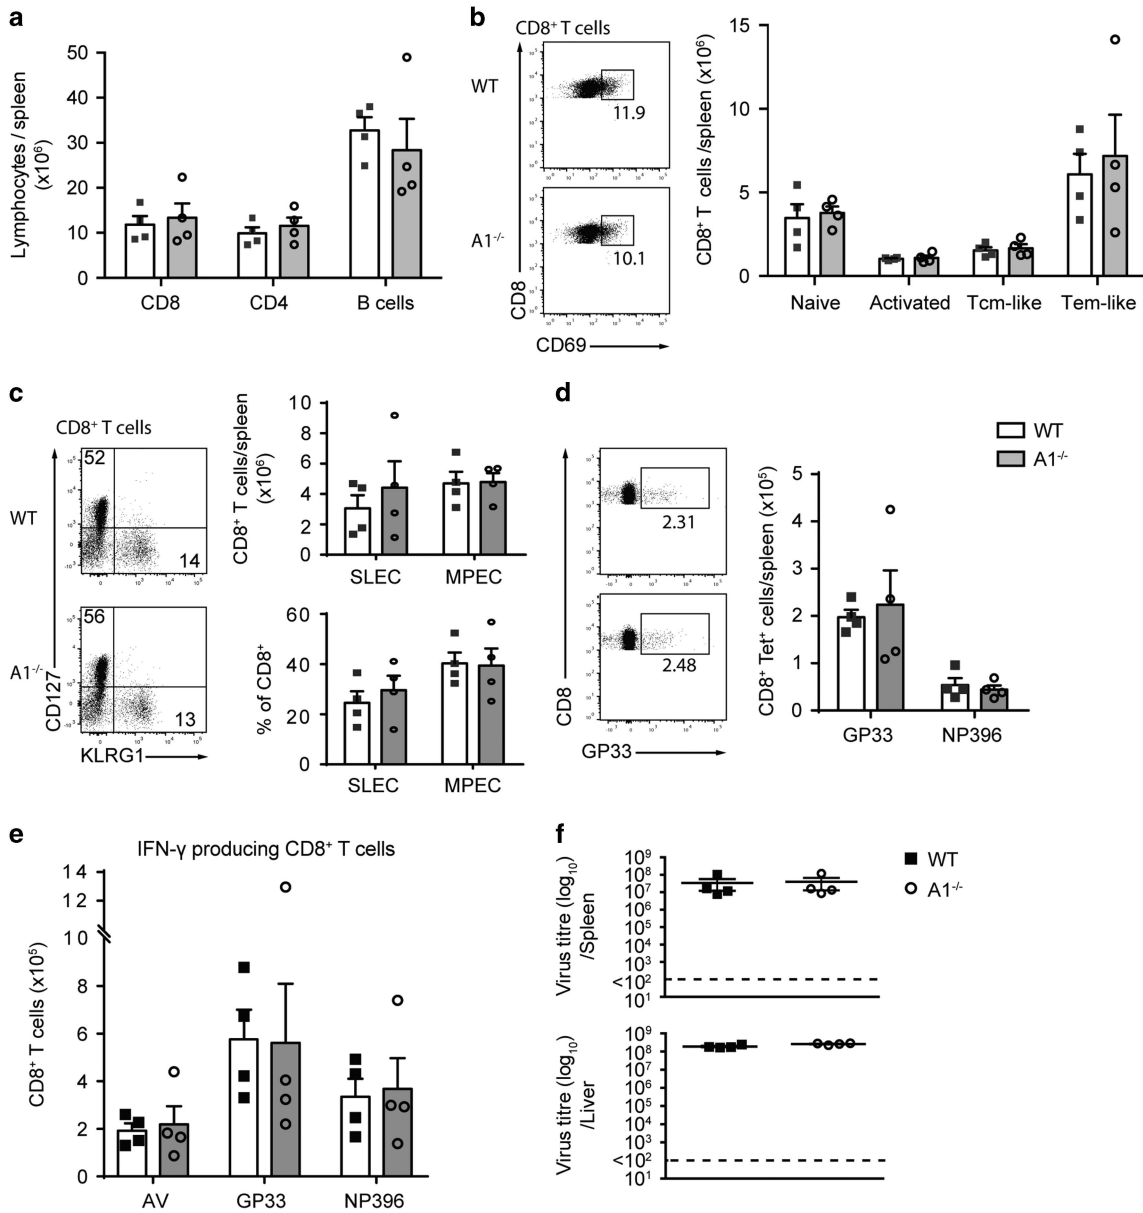 a
Lymphocytes / spleen
(x10⁶)
50
40
30
20
10
0
CD8
CD4
B cells
b
CD8⁺ T cells
WT
11.9
A1⁻/⁻
10.1
CD8
CD69
CD8⁺T cells /spleen (x10⁶)
15
10
5
0
Naive
Activated
Tcm-like
Tem-like
c
CD8⁺ T cells
WT
52
14
A1⁻/⁻
56
13
CD127
KLRG1
CD8⁺ T cells/spleen
(x10⁶)
10
8
6
4
2
0
SLEC
MPEC
% of CD8⁺
60
40
20
0
SLEC
MPEC
d
2.31
2.48
CD8
GP33
WT
A1⁻/⁻
CD8⁺ Tet⁺ cells/spleen (x10⁵)
5
4
3
2
1
0
GP33
NP396
e
IFN-γ producing CD8⁺ T cells
CD8⁺ T cells (x10⁵)
14
12
10
8
6
4
2
0
AV
GP33
NP396
f
Virus titre (log₁₀)
/Spleen
10⁹
10⁸
10⁷
10⁶
10⁵
10⁴
10³
<10²
10¹
WT
A1⁻/⁻
Virus titre (log₁₀)
/Liver
10⁹
10⁸
10⁷
10⁶
10⁵
10⁴
10³
<10²
10¹